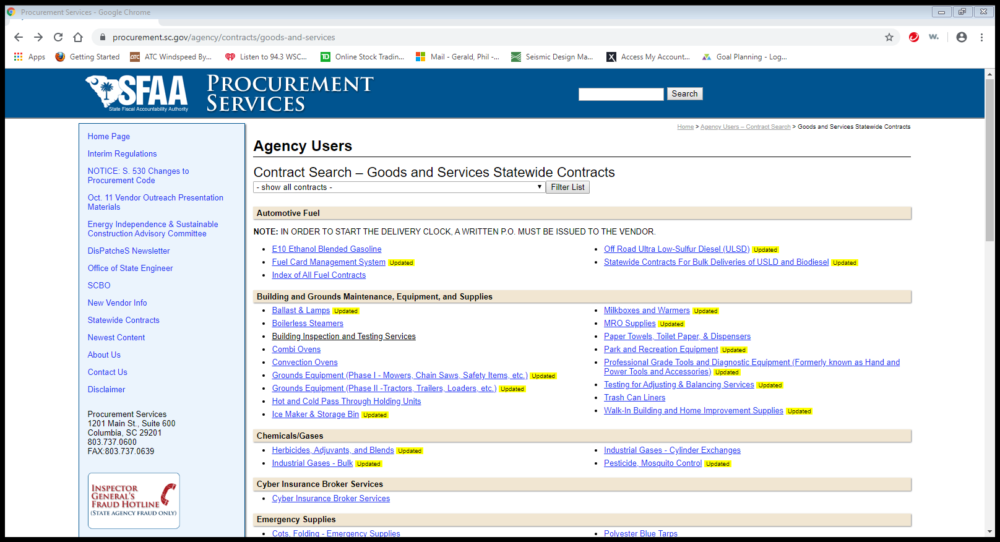 Procurement Services - Google Chrome
procurement.sc.gov/agency/contracts/goods-and-services
Apps
Getting Started
ATC
ATC Windspeed By...
Listen to 94.3 WSC...
TD
Online Stock Tradin...
Mail - Gerald, Phil -...
Seismic Design Ma...
X
Access My Account...
Goal Planning - Log...
w.
SFAA
State Fiscal Accountability Authority
PROCUREMENT
SERVICES
Search
Home > Agency Users – Contract Search > Goods and Services Statewide Contracts
Home Page
Interim Regulations
NOTICE: S. 530 Changes to
Procurement Code
Oct. 11 Vendor Outreach Presentation
Materials
Energy Independence & Sustainable
Construction Advisory Committee
DisPatcheS Newsletter
Office of State Engineer
SCBO
New Vendor Info
Statewide Contracts
Newest Content
About Us
Contact Us
Disclaimer
Procurement Services
1201 Main St., Suite 600
Columbia, SC 29201
803.737.0600
FAX:803.737.0639
INSPECTOR
GENERAL'S
FRAUD HOTLINE
(STATE AGENCY FRAUD ONLY)
Agency Users
Contract Search – Goods and Services Statewide Contracts
- show all contracts -
Filter List
Automotive Fuel
NOTE: IN ORDER TO START THE DELIVERY CLOCK, A WRITTEN P.O. MUST BE ISSUED TO THE VENDOR.
E10 Ethanol Blended Gasoline
Fuel Card Management System Updated
Index of All Fuel Contracts
Off Road Ultra Low-Sulfur Diesel (ULSD) Updated
Statewide Contracts For Bulk Deliveries of USLD and Biodiesel Updated
Building and Grounds Maintenance, Equipment, and Supplies
Ballast & Lamps Updated
Boilerless Steamers
Building Inspection and Testing Services
Combi Ovens
Convection Ovens
Grounds Equipment (Phase I - Mowers, Chain Saws, Safety Items, etc.) Updated
Grounds Equipment (Phase II -Tractors, Trailers, Loaders, etc.) Updated
Hot and Cold Pass Through Holding Units
Ice Maker & Storage Bin Updated
Milkboxes and Warmers Updated
MRO Supplies Updated
Paper Towels, Toilet Paper, & Dispensers
Park and Recreation Equipment Updated
Professional Grade Tools and Diagnostic Equipment (Formerly known as Hand and
Power Tools and Accessories) Updated
Testing for Adjusting & Balancing Services Updated
Trash Can Liners
Walk-In Building and Home Improvement Supplies Updated
Chemicals/Gases
Herbicides, Adjuvants, and Blends Updated
Industrial Gases - Bulk Updated
Industrial Gases - Cylinder Exchanges
Pesticide, Mosquito Control Updated
Cyber Insurance Broker Services
Cyber Insurance Broker Services
Emergency Supplies
Cots, Folding - Emergency Supplies
Polyester Blue Tarps